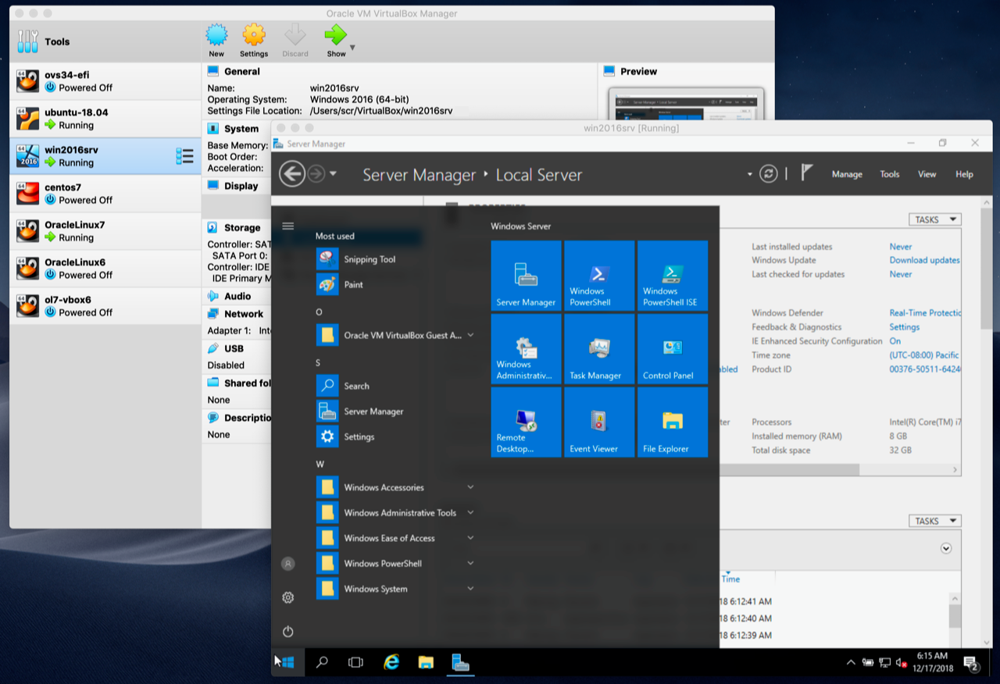 Oracle VM VirtualBox Manager
Tools
New
Settings
Discard
Show
64
ovs34-efi
Powered Off
64
ubuntu-18.04
Running
64
2016
win2016srv
Running
64
centos7
Powered Off
64
OracleLinux7
Running
64
OracleLinux6
Powered Off
64
ol7-vbox6
Powered Off
General
Name: win2016srv
Operating System: Windows 2016 (64-bit)
Settings File Location: /Users/scr/VirtualBox/win2016srv
System
Base Memory:
Boot Order:
Acceleration:
Display
Storage
Controller: SAT
SATA Port 0:
Controller: IDE
IDE Primary M
Audio
Network
Adapter 1: Inte
USB
Disabled
Shared fol
None
Descriptio
None
Preview
win2016srv [Running]
Server Manager
Server Manager ‣ Local Server
Manage
Tools
View
Help
Most used
Snipping Tool
Paint
O
Oracle VM VirtualBox Guest A...
S
Search
Server Manager
Settings
W
Windows Accessories
Windows Administrative Tools
Windows Ease of Access
Windows PowerShell
Windows System
Windows Server
Server Manager
Windows
PowerShell
Windows
PowerShell ISE
Windows
Administrativ...
Task Manager
Control Panel
Remote
Desktop...
Event Viewer
File Explorer
TASKS
Last installed updates Never
Windows Update Download updates
Last checked for updates Never
Windows Defender Real-Time Protectio
Feedback & Diagnostics Settings
IE Enhanced Security Configuration On
Time zone (UTC-08:00) Pacific
abled Product ID 00376-50511-6424
ter Processors Intel(R) Core(TM) i7
Installed memory (RAM) 8 GB
Total disk space 32 GB
TASKS
Time
18 6:12:41 AM
18 6:12:40 AM
18 6:12:39 AM
6:15 AM
12/17/2018
2